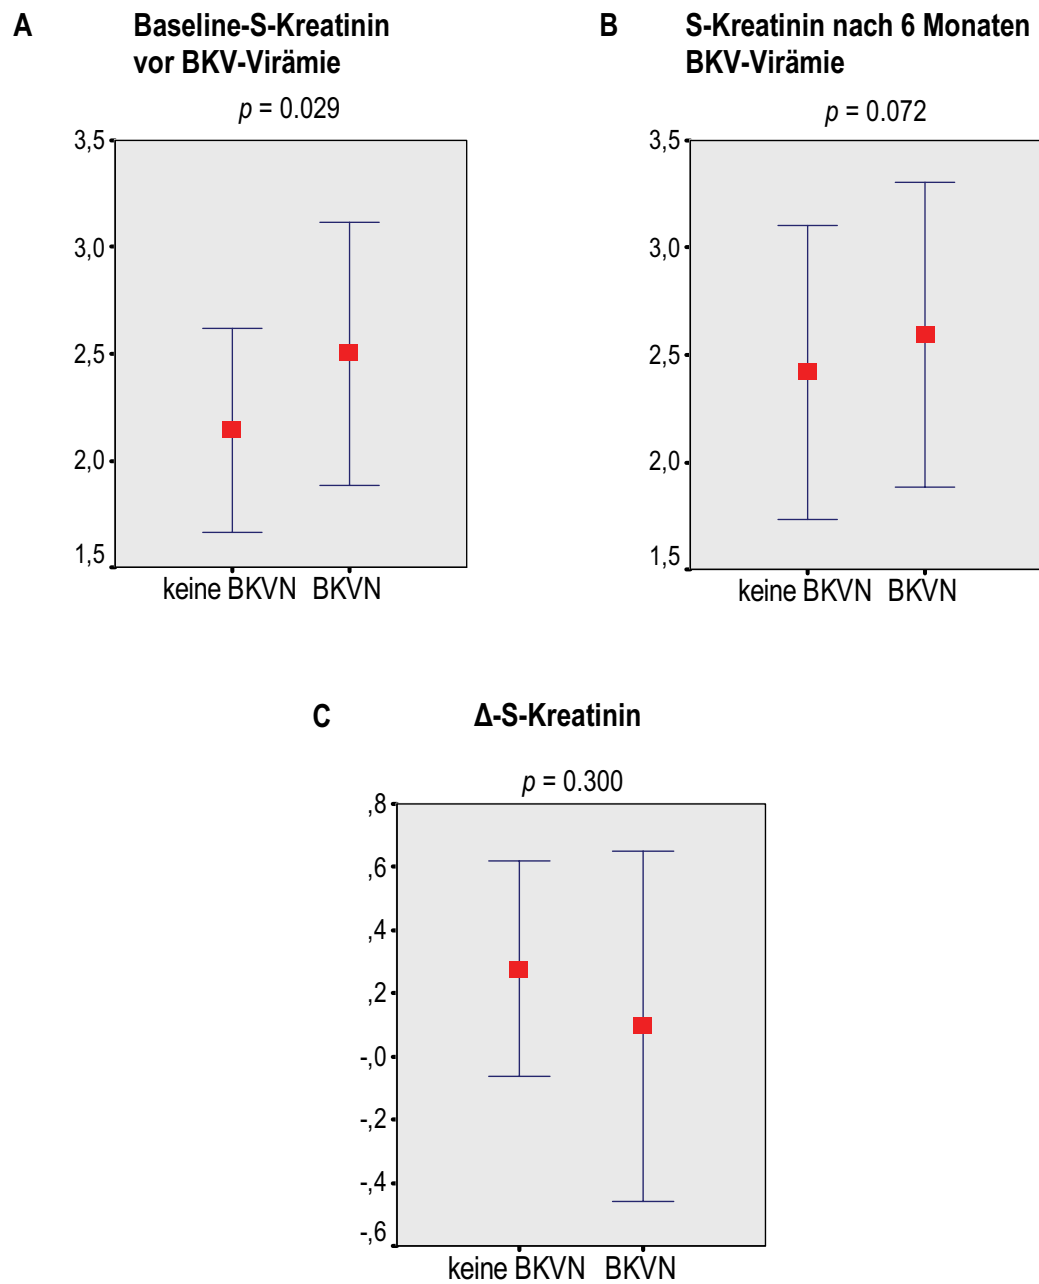 A
Baseline-S-Kreatinin
vor BKV-Virämie
p = 0.029
3,5
3,0
2,5
2,0
1,5
keine BKVN BKVN
B
S-Kreatinin nach 6 Monaten
BKV-Virämie
p = 0.072
3,5
3,0
2,5
2,0
1,5
keine BKVN BKVN
C
Δ-S-Kreatinin
p = 0.300
,8
,6
,4
,2
-,0
-,2
-,4
-,6
keine BKVN BKVN